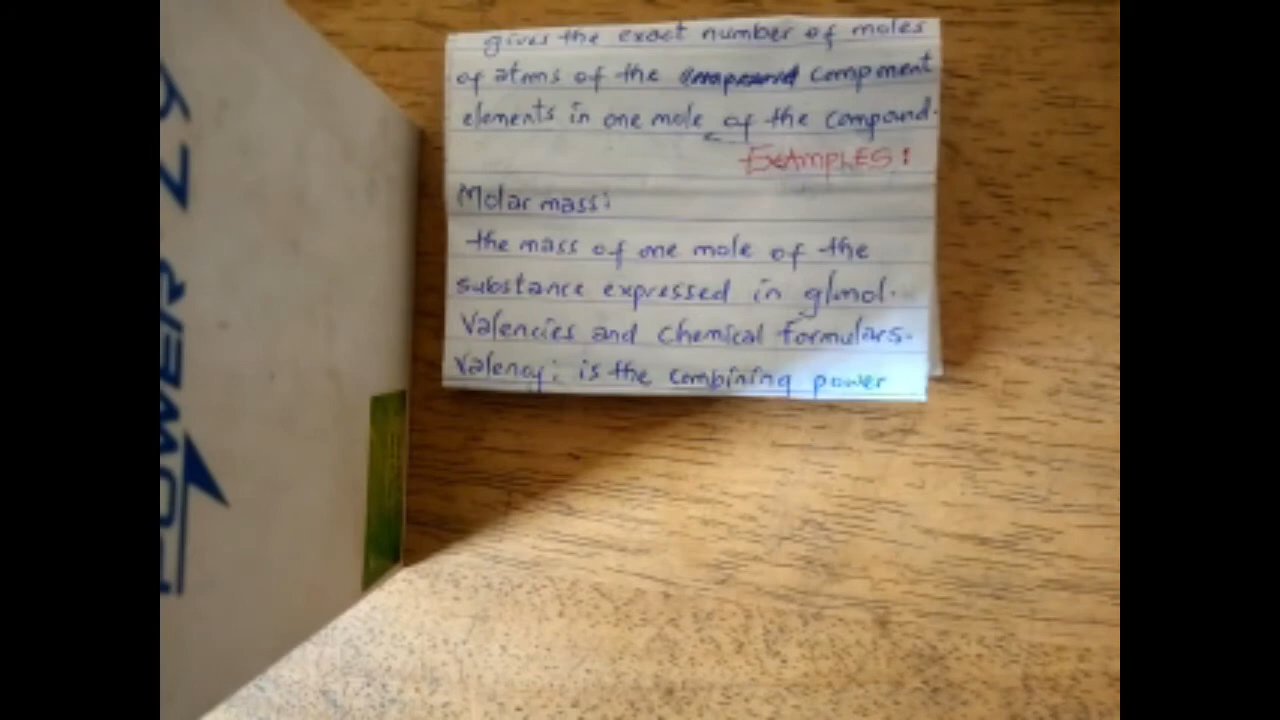 gives the exact number of moles
of atms of the compound component
elements in one mole of the compound.
EXAMPLES:
Molar mass:
the mass of one mole of the
substance expressed in g/mol.
Valencies and chemical formulars.
Valency: is the combining power
POWER